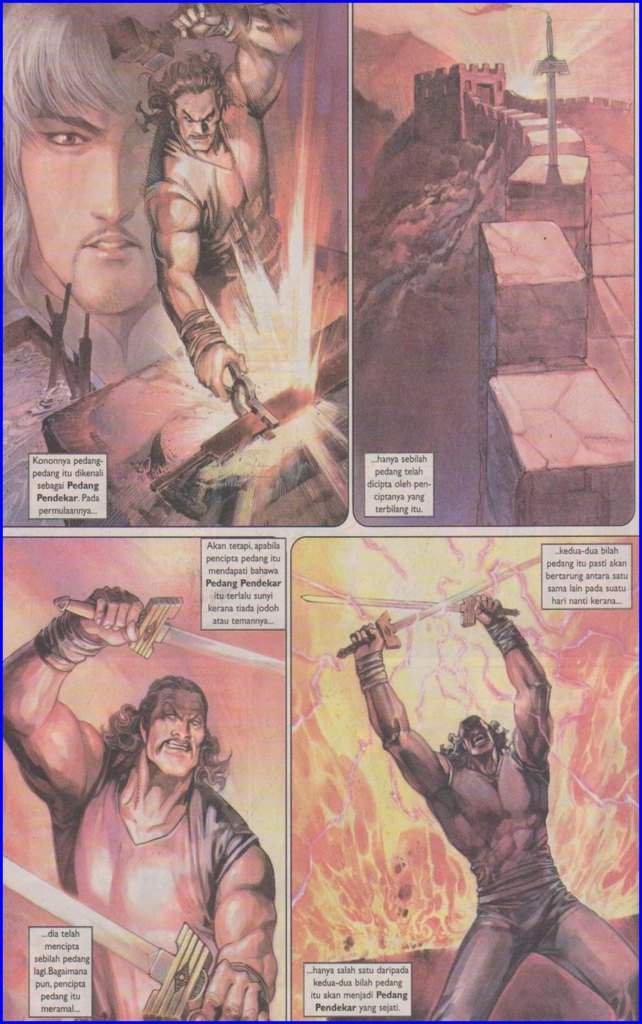 Kononnya pedang-
pedang itu dikenali
sebagai Pedang
Pendekar. Pada
permulaannya...
...hanya sebilah
pedang telah
dicipta oleh pen-
ciptanya yang
terbilang itu.
Akan tetapi, apabila
pencipta pedang itu
mendapati bahawa
Pedang Pendekar
itu terlalu sunyi
kerana tiada jodoh
atau temannya...
...dia telah
mencipta
sebilah pedang
lagi.Bagaimana
pun, pencipta
pedang itu
meramal...
..kedua-dua bilah
pedang itu pasti akan
bertarung antara satu
sama lain pada suatu
hari nanti kerana...
...hanya salah satu daripada
kedua-dua bilah pedang
itu akan menjadi Pedang
Pendekar yang sejati.